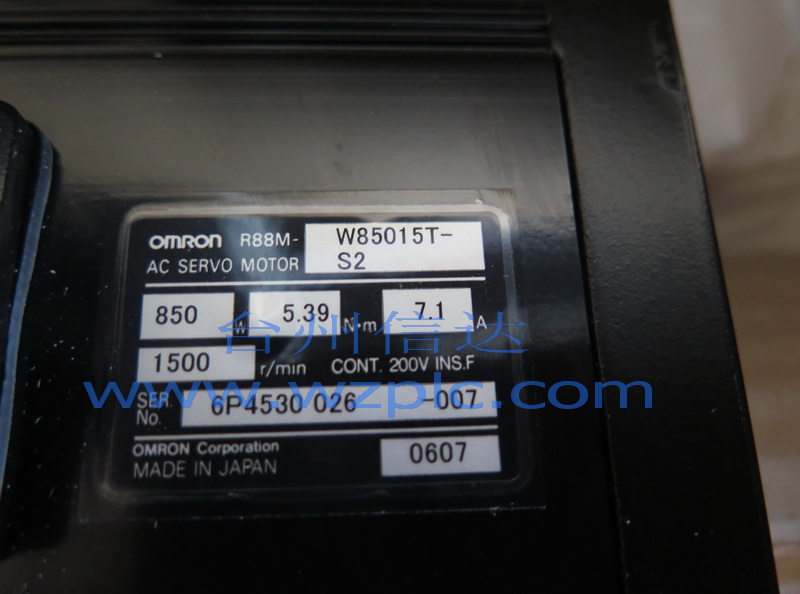 OMRON R88M- W85015T-
AC SERVO MOTOR S2
850 W 5.39 N·m 7.1 A
台州信达
1500 r/min CONT. 200V INS.F
www.wzplc.com
SER. No. 6P4530 026 -007
OMRON Corporation
MADE IN JAPAN 0607